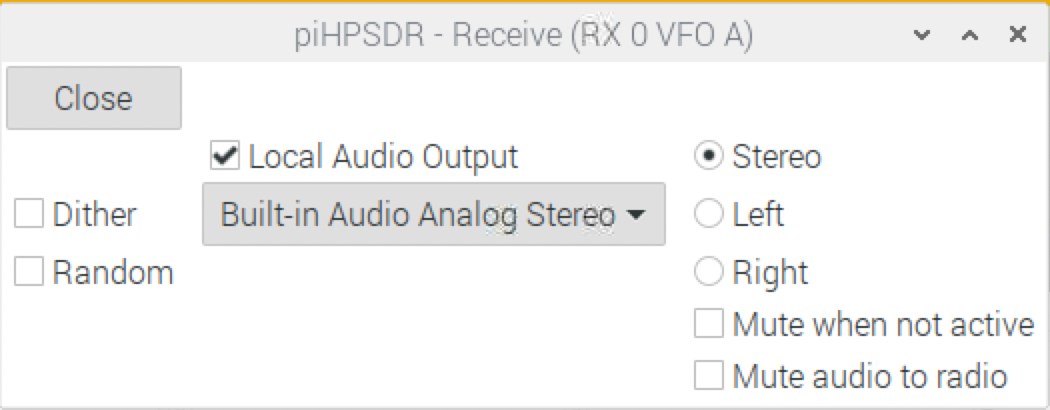 piHPSDR - Receive (RX 0 VFO A)
Close
Local Audio Output
Stereo
Dither
Built-in Audio Analog Stereo
Left
Random
Right
Mute when not active
Mute audio to radio